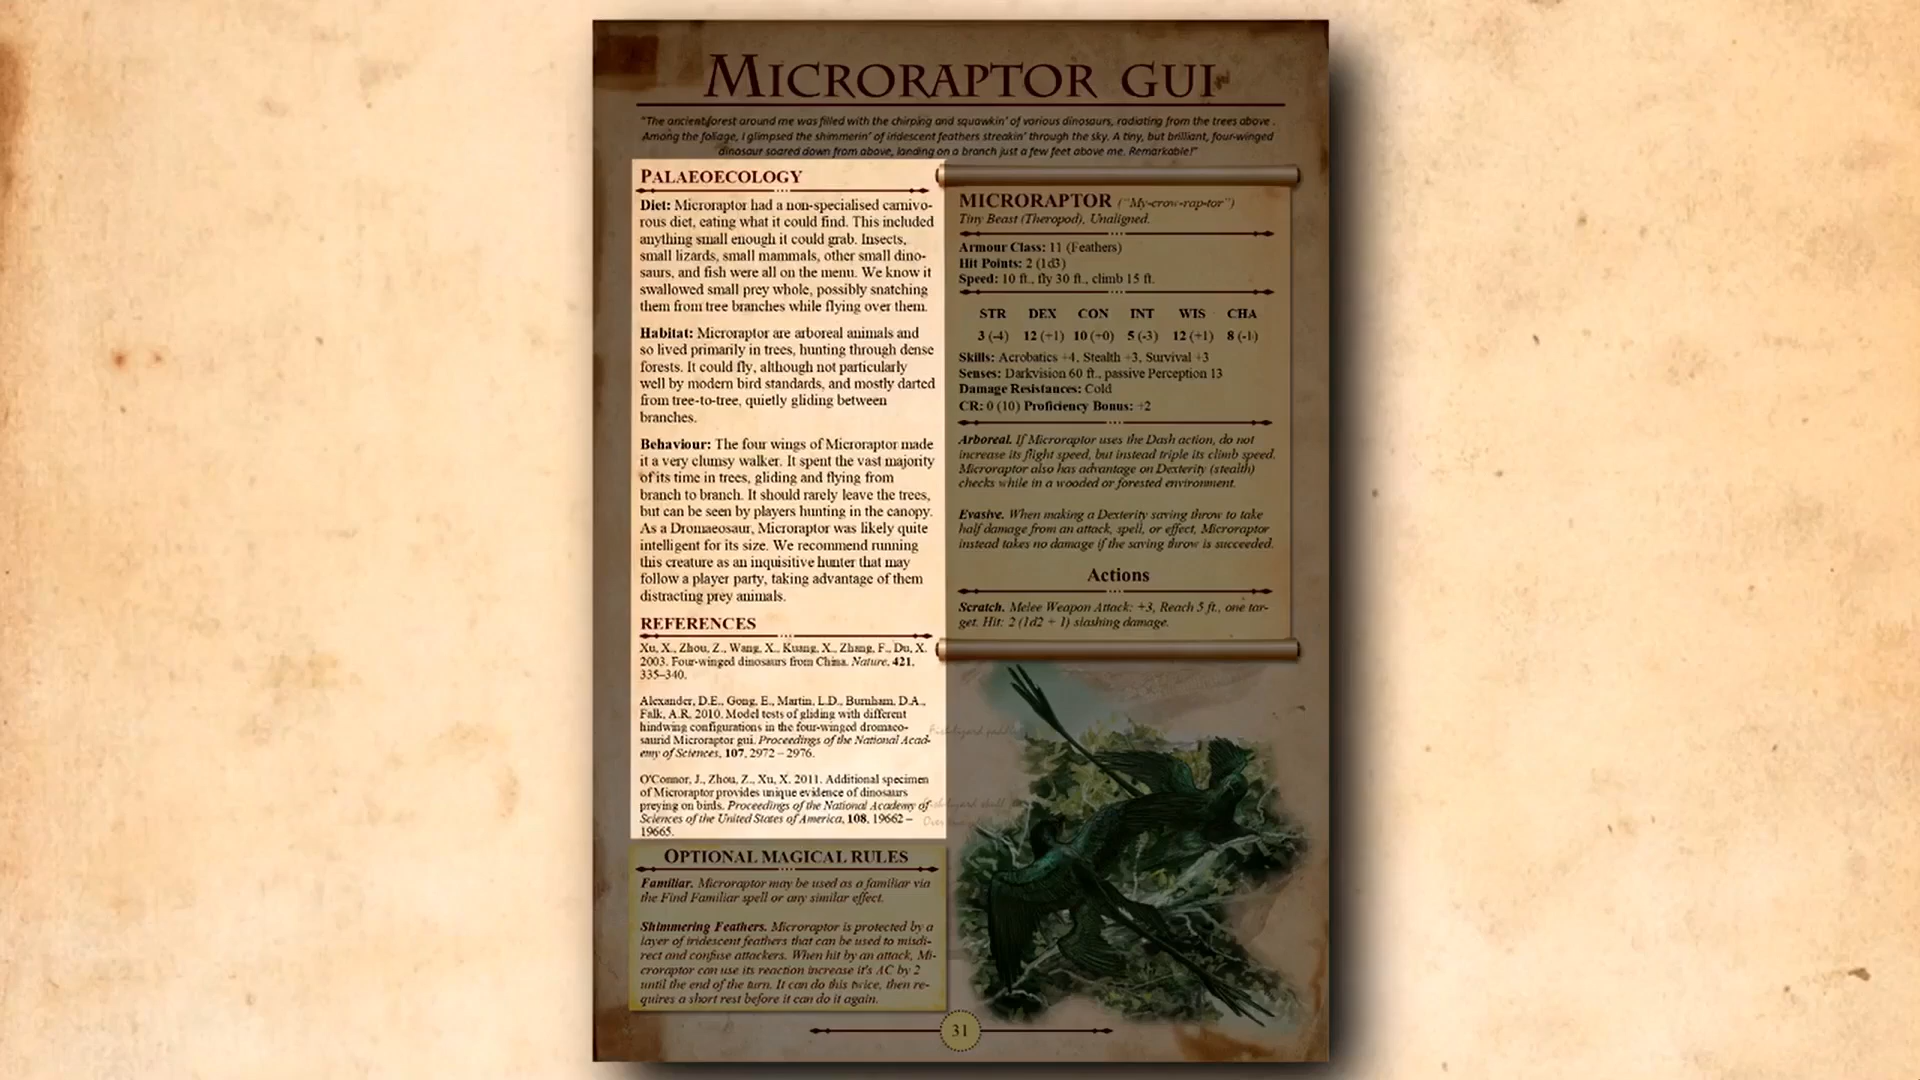 MICRORAPTOR GUI
"The ancient forest around me was filled with the chirping and squawkin' of various dinosaurs, radiating from the trees above.
Among the foliage, I glimpsed the shimmerin' of iridescent feathers streakin' through the sky. A tiny, but brilliant, four-winged
dinosaur soared down from above, landing on a branch just a few feet above me. Remarkable!"
PALAEOECOLOGY
Diet: Microraptor had a non-specialised carnivo-
rous diet, eating what it could find. This included
anything small enough it could grab. Insects,
small lizards, small mammals, other small dino-
saurs, and fish were all on the menu. We know it
swallowed small prey whole, possibly snatching
them from tree branches while flying over them.
Habitat: Microraptor are arboreal animals and
so lived primarily in trees, hunting through dense
forests. It could fly, although not particularly
well by modern bird standards, and mostly darted
from tree-to-tree, quietly gliding between
branches.
Behaviour: The four wings of Microraptor made
it a very clumsy walker. It spent the vast majority
of its time in trees, gliding and flying from
branch to branch. It should rarely leave the trees,
but can be seen by players hunting in the canopy.
As a Dromaeosaur, Microraptor was likely quite
intelligent for its size. We recommend running
this creature as an inquisitive hunter that may
follow a player party, taking advantage of them
distracting prey animals.
REFERENCES
Xu, X., Zhou, Z., Wang, X., Kuang, X., Zhang, F., Du, X.
2003. Four-winged dinosaurs from China. Nature, 421,
335–340.
Alexander, D.E., Gong, E., Martin, L.D., Burnham, D.A.,
Falk, A.R. 2010. Model tests of gliding with different
hindwing configurations in the four-winged dromaeo-
saurid Microraptor gui. Proceedings of the National Acad-
emy of Sciences, 107, 2972 – 2976.
O'Connor, J., Zhou, Z., Xu, X. 2011. Additional specimen
of Microraptor provides unique evidence of dinosaurs
preying on birds. Proceedings of the National Academy of
Sciences of the United States of America, 108, 19662 –
19665.
OPTIONAL MAGICAL RULES
Familiar. Microraptor may be used as a familiar via
the Find Familiar spell or any similar effect.
Shimmering Feathers. Microraptor is protected by a
layer of iridescent feathers that can be used to misdi-
rect and confuse attackers. When hit by an attack, Mi-
croraptor can use its reaction increase it's AC by 2
until the end of the turn. It can do this twice, then re-
quires a short rest before it can do it again.
MICRORAPTOR ("My-crow-rap-tor")
Tiny Beast (Theropod), Unaligned.
Armour Class: 11 (Feathers)
Hit Points: 2 (1d3)
Speed: 10 ft., fly 30 ft., climb 15 ft.
STR DEX CON INT WIS CHA
3 (-4) 12 (+1) 10 (+0) 5 (-3) 12 (+1) 8 (-1)
Skills: Acrobatics +4, Stealth +3, Survival +3
Senses: Darkvision 60 ft., passive Perception 13
Damage Resistances: Cold
CR: 0 (10) Proficiency Bonus: +2
Arboreal. If Microraptor uses the Dash action, do not
increase its flight speed, but instead triple its climb speed.
Microraptor also has advantage on Dexterity (stealth)
checks while in a wooded or forested environment.
Evasive. When making a Dexterity saving throw to take
half damage from an attack, spell, or effect, Microraptor
instead takes no damage if the saving throw is succeeded.
Actions
Scratch. Melee Weapon Attack: +3, Reach 5 ft., one tar-
get. Hit: 2 (1d2 + 1) slashing damage.
31